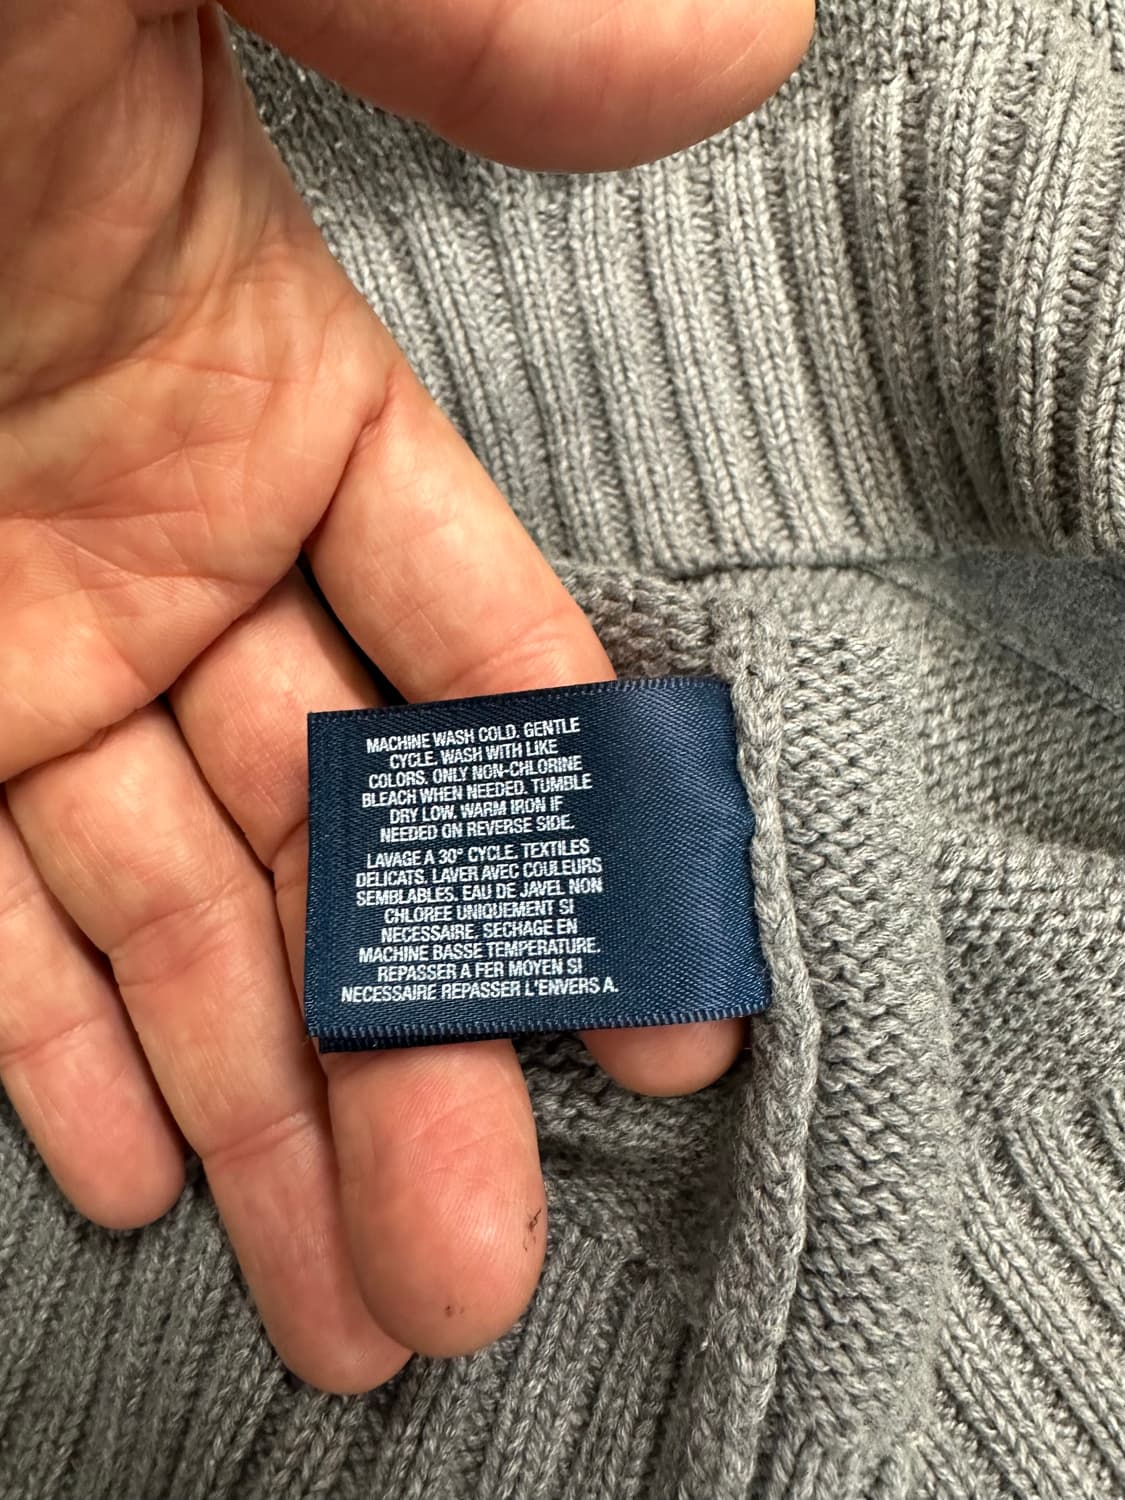 MACHINE WASH COLD. GENTLE
CYCLE. WASH WITH LIKE
COLORS. ONLY NON-CHLORINE
BLEACH WHEN NEEDED. TUMBLE
DRY LOW. WARM IRON IF
NEEDED ON REVERSE SIDE.
LAVAGE A 30° CYCLE. TEXTILES
DELICATS. LAVER AVEC COULEURS
SEMBLABLES. EAU DE JAVEL NON
CHLOREE UNIQUEMENT SI
NECESSAIRE. SECHAGE EN
MACHINE BASSE TEMPERATURE.
REPASSER A FER MOYEN SI
NECESSAIRE REPASSER L'ENVERS A.